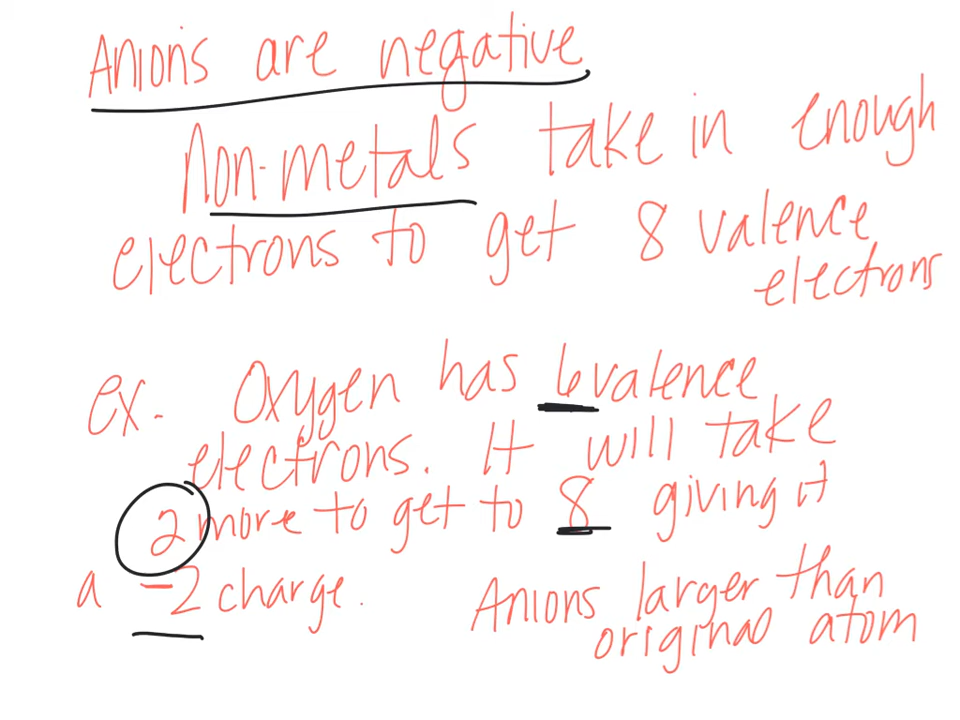 Anions are negative
Non-metals take in enough
electrons to get 8 valence
electrons
ex. Oxygen has 6 valence
electrons. It will take
2 more to get to 8 giving it
a -2 charge.
Anions larger than
original atom